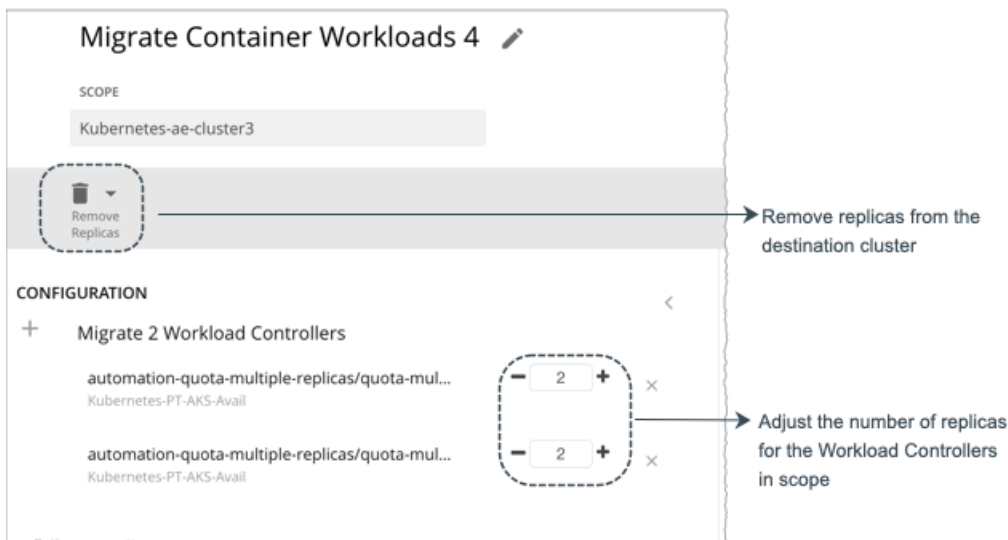 Migrate Container Workloads 4
SCOPE
Kubernetes-ae-cluster3
Remove
Replicas
Remove replicas from the
destination cluster
CONFIGURATION
Migrate 2 Workload Controllers
automation-quota-multiple-replicas/quota-mul...
2
Kubernetes-PT-AKS-Avail
automation-quota-multiple-replicas/quota-mul...
2
Kubernetes-PT-AKS-Avail
Adjust the number of replicas
for the Workload Controllers
in scope